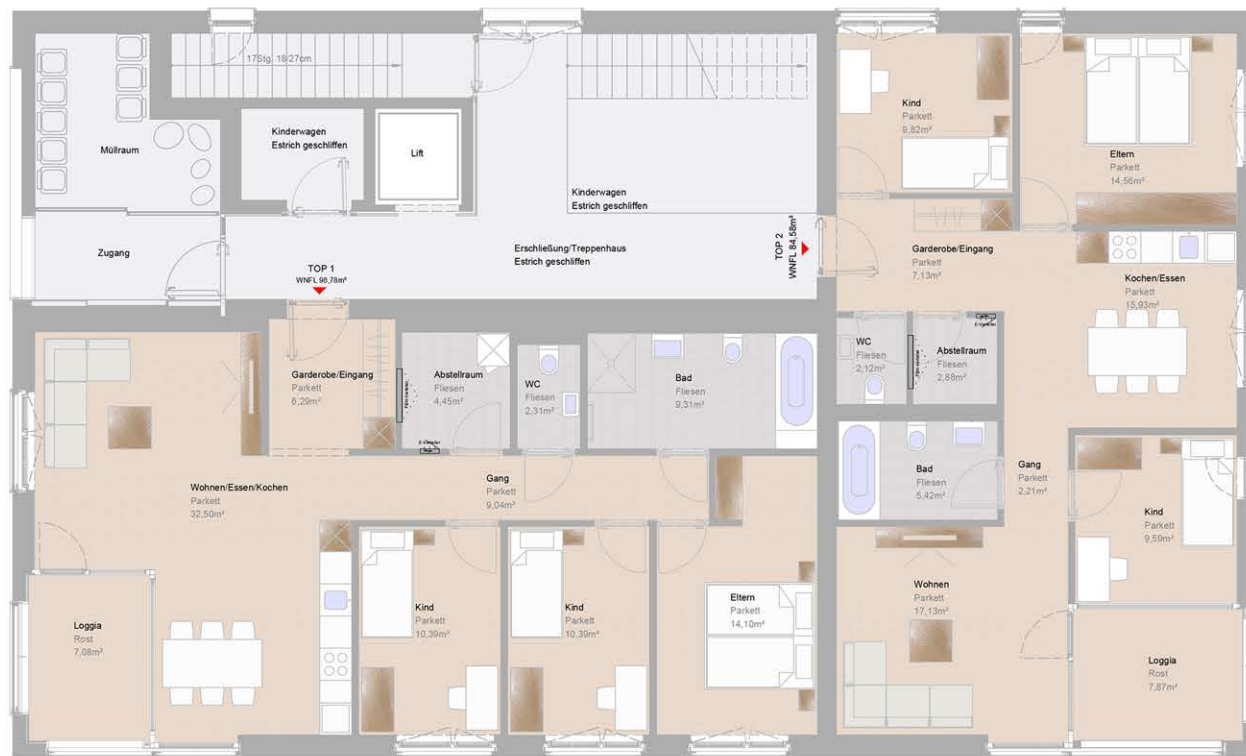 17Stg. 18/27cm
Müllraum
Kinderwagen
Estrich geschliffen
Lift
Kinderwagen
Estrich geschliffen
Zugang
Erschließung/Treppenhaus
Estrich geschliffen
TOP 1
WNFL 98,78m²
TOP 2
WNFL 84,58m²
Kind
Parkett
9,82m²
Eltern
Parkett
14,56m²
Garderobe/Eingang
Parkett
7,13m²
Kochen/Essen
Parkett
15,93m²
WC
Fliesen
2,12m²
Abstellraum
Fliesen
2,88m²
Garderobe/Eingang
Parkett
6,29m²
Abstellraum
Fliesen
4,45m²
WC
Fliesen
2,31m²
Bad
Fliesen
9,31m²
Wohnen/Essen/Kochen
Parkett
32,50m²
Gang
Parkett
9,04m²
Bad
Fliesen
5,42m²
Gang
Parkett
2,21m²
Kind
Parkett
9,59m²
Loggia
Rost
7,08m²
Kind
Parkett
10,39m²
Kind
Parkett
10,39m²
Eltern
Parkett
14,10m²
Wohnen
Parkett
17,13m²
Loggia
Rost
7,87m²